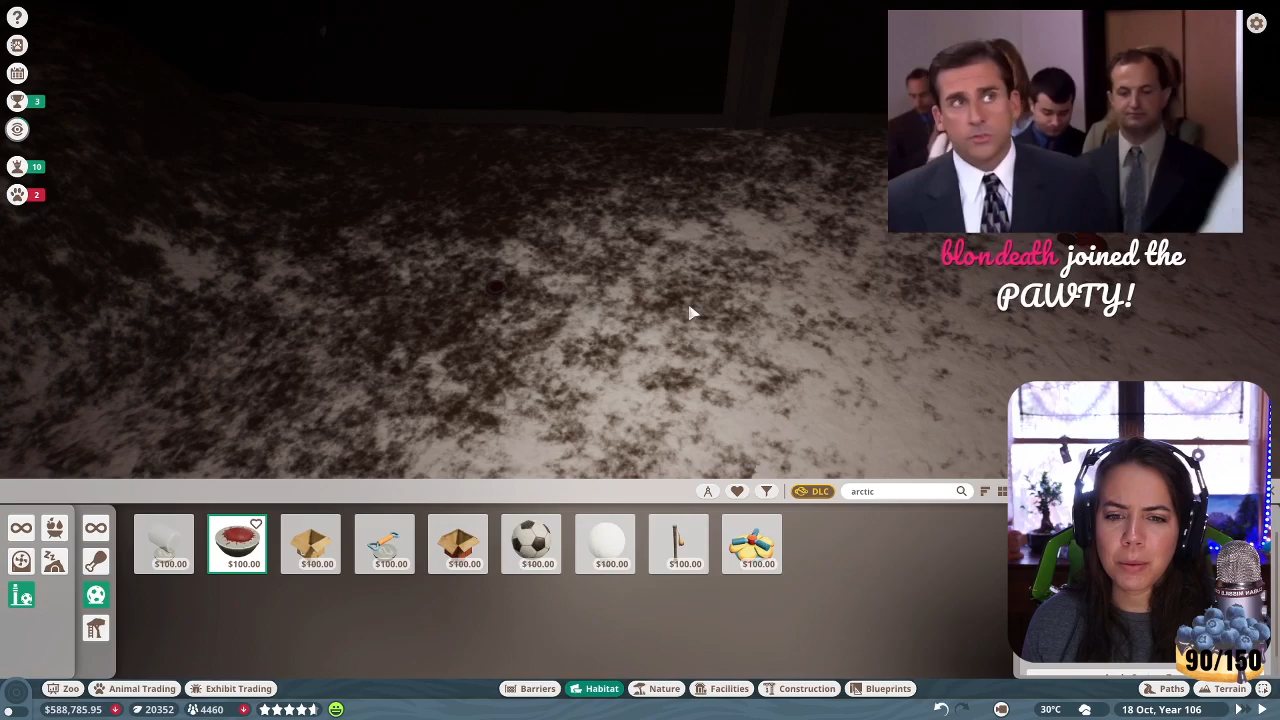 ?
3
10
2
blondeath joined the
PAWTY!
DLC
arctic
$100.00
$100.00
$100.00
$100.00
$100.00
$100.00
$100.00
$100.00
$100.00
90/150
Zoo
Animal Trading
Exhibit Trading
Barriers
Habitat
Nature
Facilities
Construction
Blueprints
Paths
Terrain
$588,785.95
20352
4460
30°C
18 Oct, Year 106